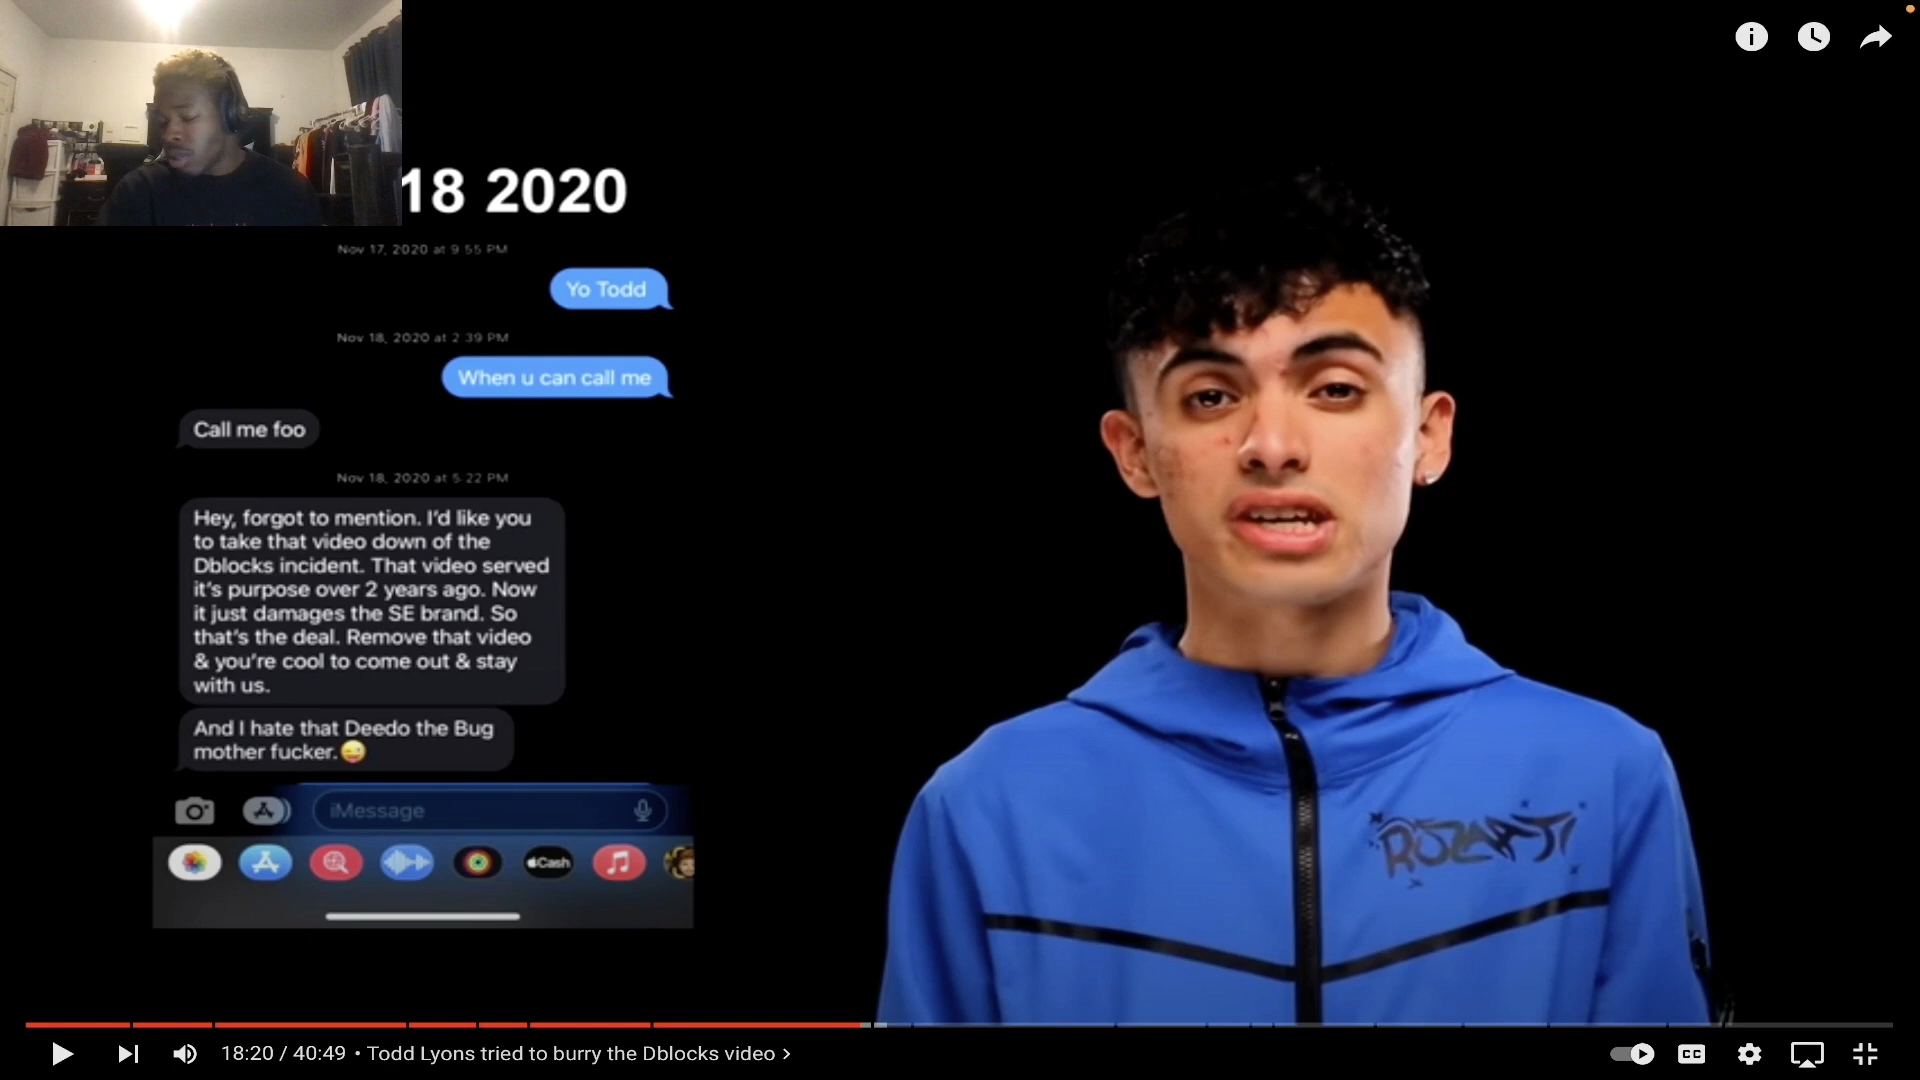 18 2020
Nov 17, 2020 at 9:55 PM
Yo Todd
Nov 18, 2020 at 2:39 PM
When u can call me
Call me foo
Nov 18, 2020 at 5:22 PM
Hey, forgot to mention. I'd like you
to take that video down of the
Dblocks incident. That video served
it's purpose over 2 years ago. Now
it just damages the SE brand. So
that's the deal. Remove that video
& you're cool to come out & stay
with us.
And I hate that Deedo the Bug
mother fucker.😜
iMessage
Cash
ROZAATI
18:20 / 40:49 • Todd Lyons tried to burry the Dblocks video >
CC